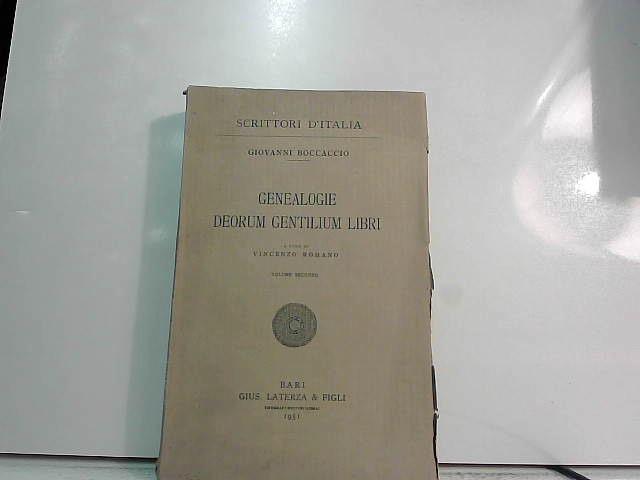 SCRITTORI D'ITALIA
GIOVANNI BOCCACCIO
GENEALOGIE
DEORUM GENTILIUM LIBRI
A CURA DI
VINCENZO ROMANO
VOLUME SECONDO
BARI
GIUS. LATERZA & FIGLI
1951